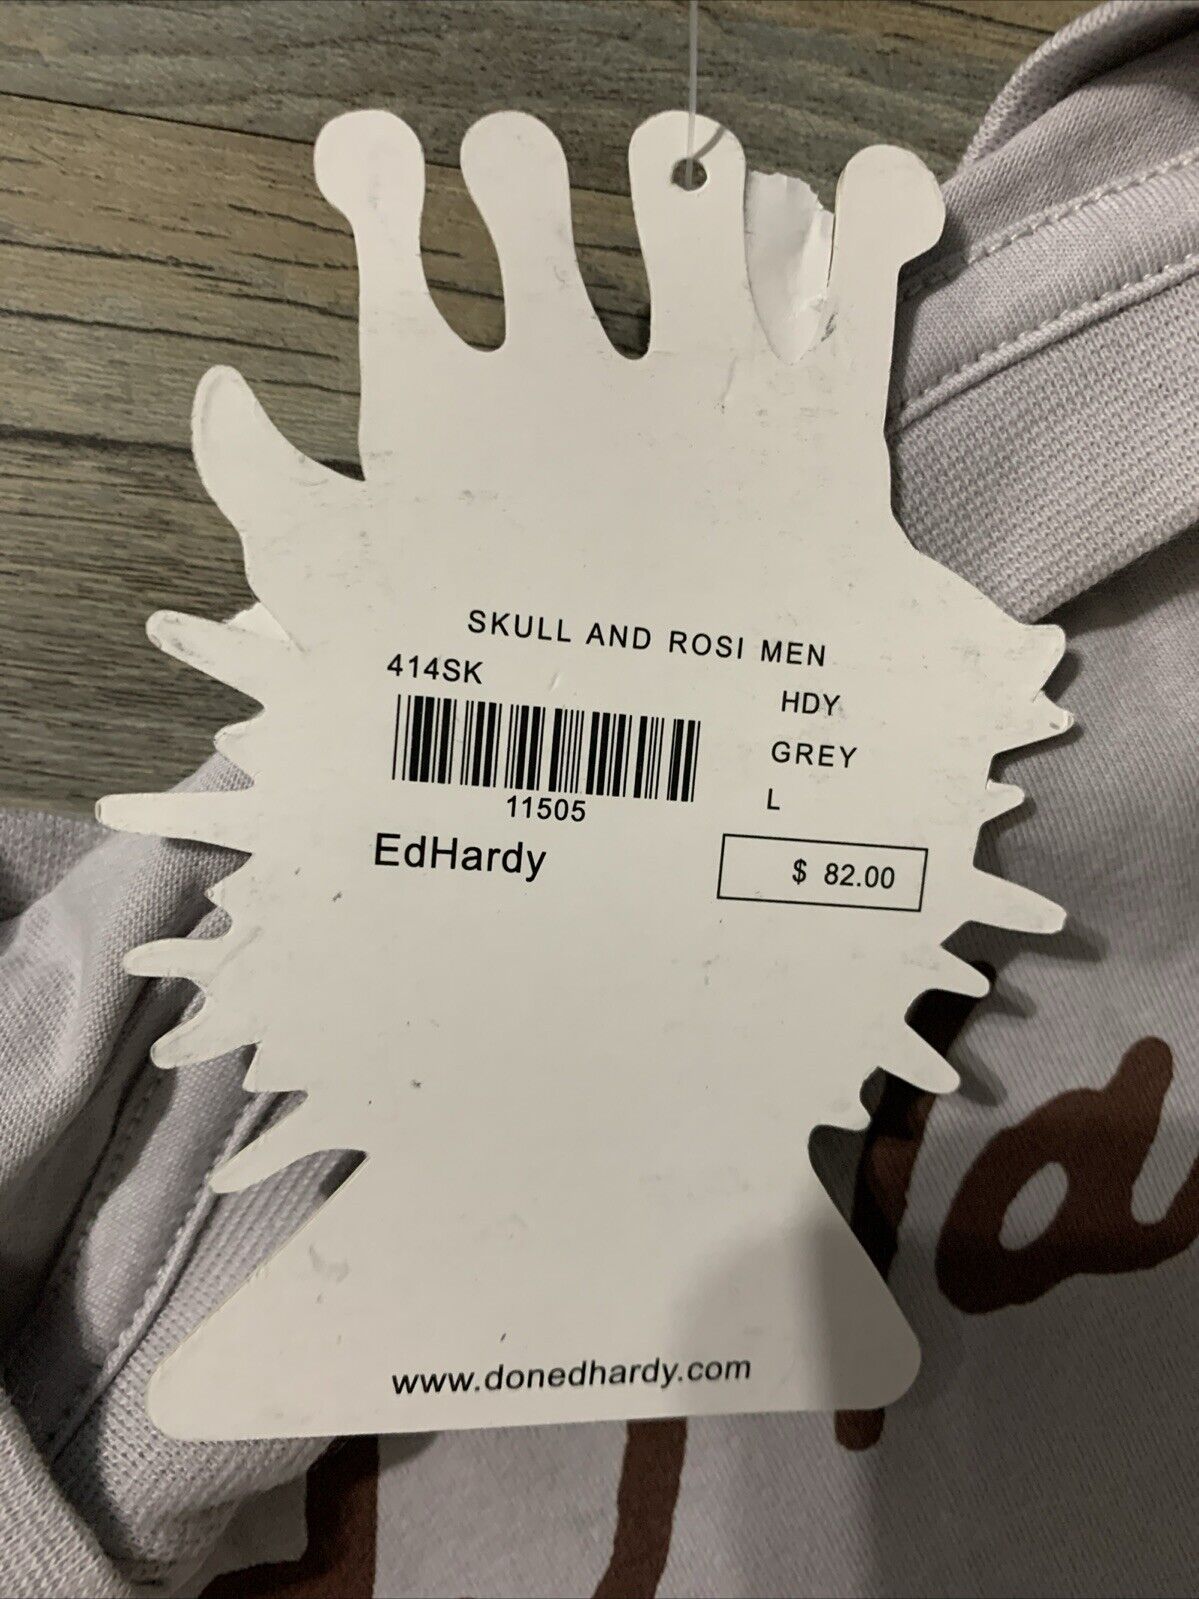 SKULL AND ROSI MEN
414SK
HDY
GREY
L
11505
EdHardy
$ 82.00
www.donedhardy.com